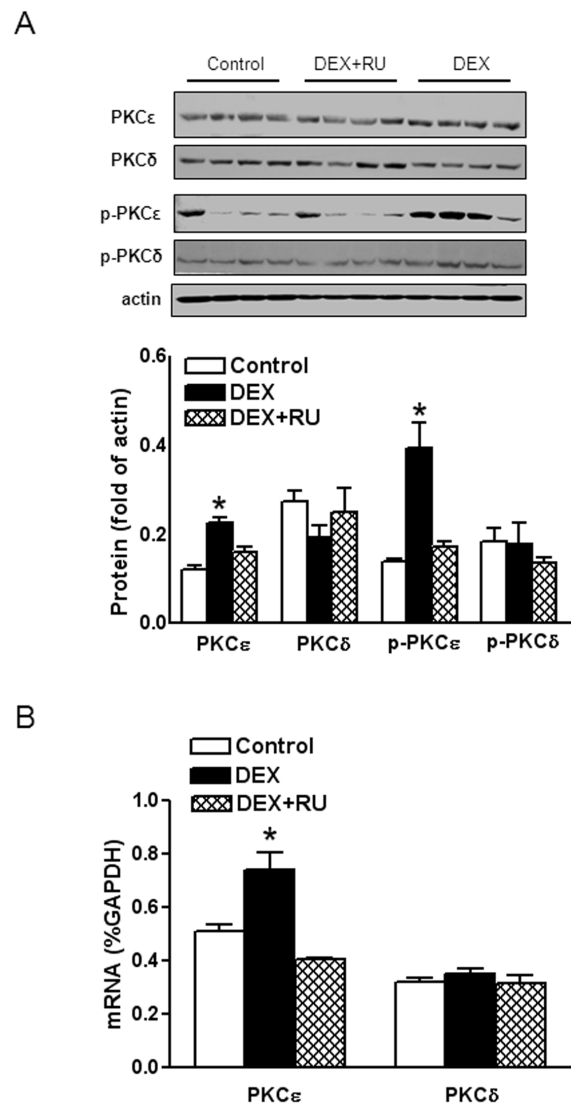 A
Control DEX+RU DEX
PKCε
PKCδ
p-PKCε
p-PKCδ
actin
Protein (fold of actin)
0.6
0.4
0.2
0.0
Control
DEX
DEX+RU
*
*
PKCε PKCδ p-PKCε p-PKCδ
B
mRNA (%GAPDH)
1.0
0.8
0.6
0.4
0.2
0.0
Control
DEX
DEX+RU
*
PKCε PKCδ